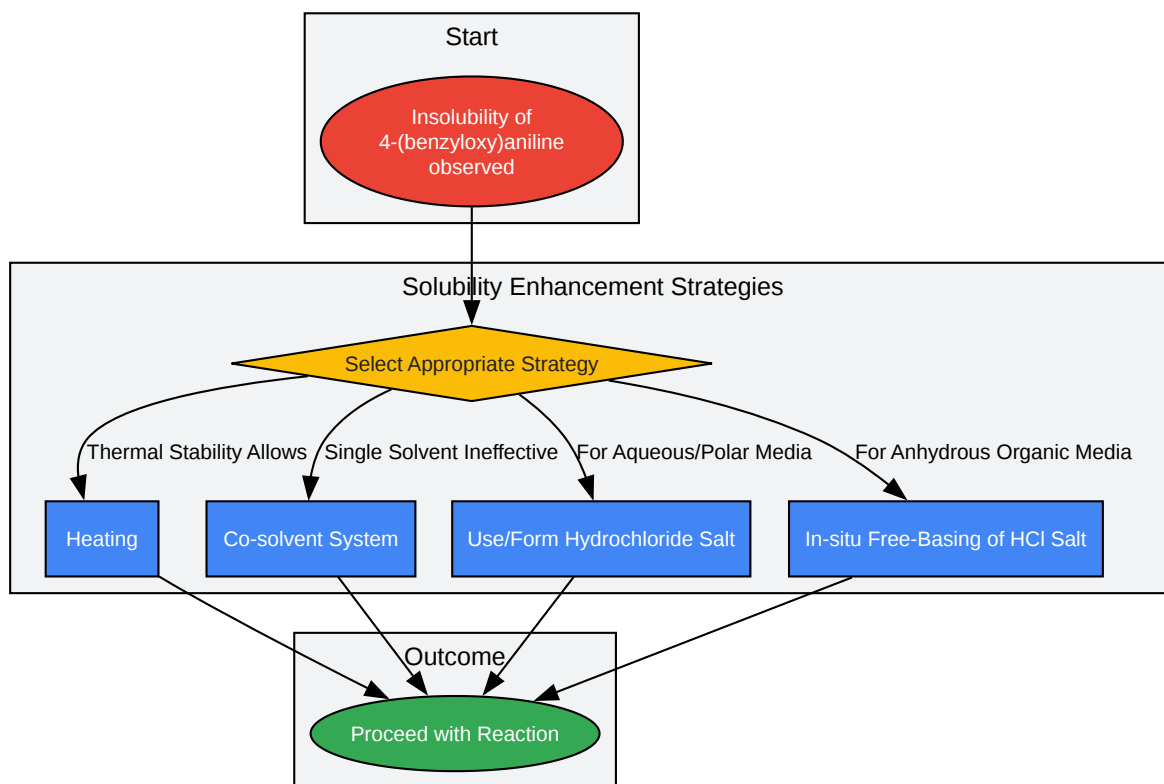 Start
Insolubility of
4-(benzyloxy)aniline
observed
Solubility Enhancement Strategies
Select Appropriate Strategy
Thermal Stability Allows
Single Solvent Ineffective
For Aqueous/Polar Media
For Anhydrous Organic Media
Heating
Co-solvent System
Use/Form Hydrochloride Salt
In-situ Free-Basing of HCl Salt
Outcome
Proceed with Reaction